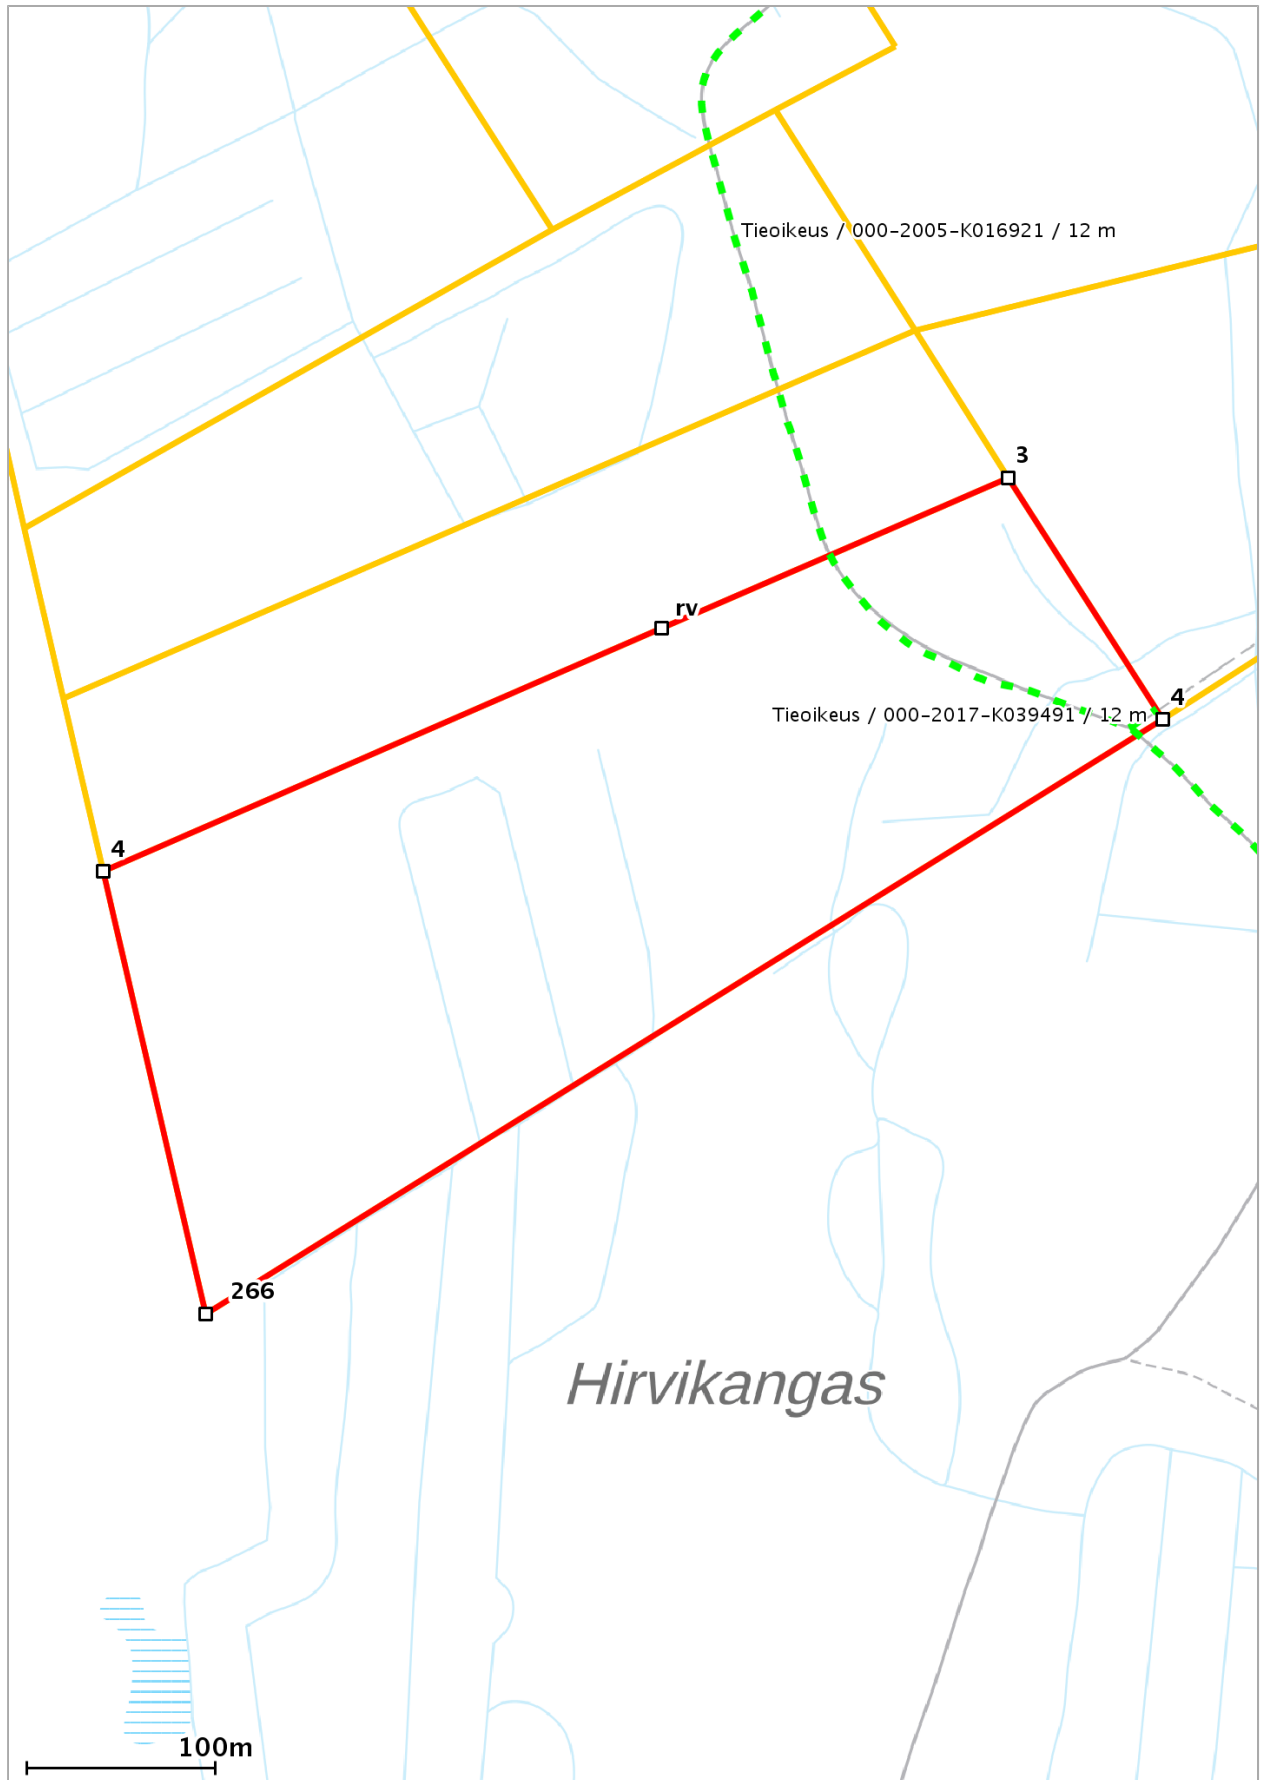 Tieoikeus / 000-2005-K016921 / 12 m
3
rv
4
Tieoikeus / 000-2017-K039491 / 12 m
4
266
Hirvikangas
100m